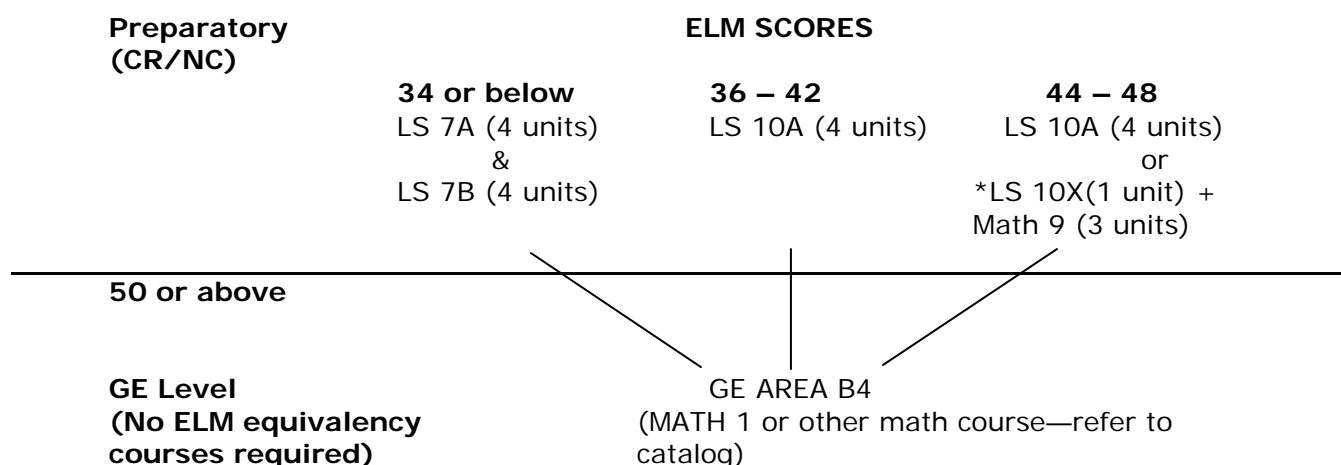 Preparatory ELM SCORES
(CR/NC)
34 or below 36 – 42 44 – 48
LS 7A (4 units) LS 10A (4 units) LS 10A (4 units)
& or
LS 7B (4 units) *LS 10X(1 unit) +
Math 9 (3 units)
50 or above
GE Level GE AREA B4
(No ELM equivalency (MATH 1 or other math course—refer to
courses required) catalog)